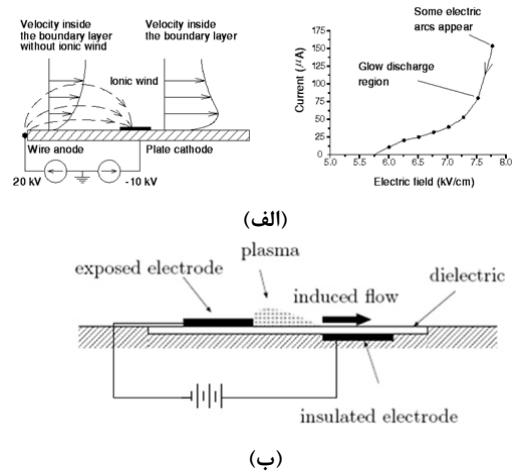 Velocity inside
the boundary layer
without ionic wind
Velocity inside
the boundary layer
Ionic wind
Wire anode
Plate cathode
20 kV
-10 kV
Some electric
arcs appear
Glow discharge
region
Current (µA)
175
150
125
100
75
50
25
0
5.0 5.5 6.0 6.5 7.0 7.5 8.0
Electric field (kV/cm)
(الف)
exposed electrode
plasma
induced flow
dielectric
insulated electrode
(ب)